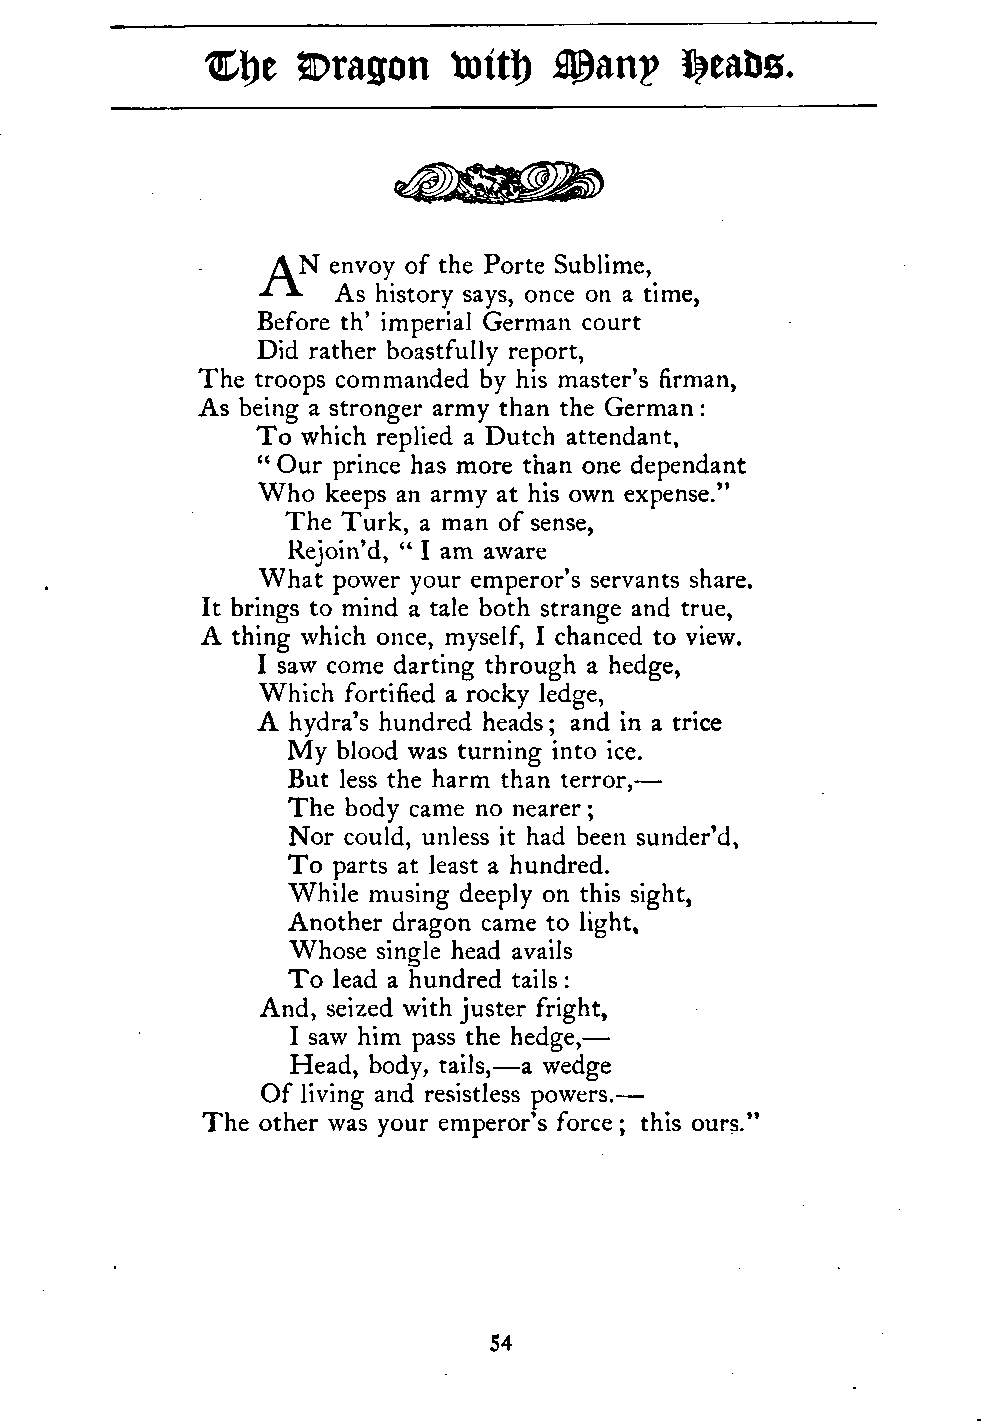 The Dragon with Many Heads.
AN envoy of the Porte Sublime,
As history says, once on a time,
Before th' imperial German court
Did rather boastfully report,
The troops commanded by his master's firman,
As being a stronger army than the German:
To which replied a Dutch attendant,
"Our prince has more than one dependant
Who keeps an army at his own expense."
The Turk, a man of sense,
Rejoin'd, "I am aware
What power your emperor's servants share.
It brings to mind a tale both strange and true,
A thing which once, myself, I chanced to view.
I saw come darting through a hedge,
Which fortified a rocky ledge,
A hydra's hundred heads; and in a trice
My blood was turning into ice.
But less the harm than terror,—
The body came no nearer;
Nor could, unless it had been sunder'd,
To parts at least a hundred.
While musing deeply on this sight,
Another dragon came to light,
Whose single head avails
To lead a hundred tails:
And, seized with juster fright,
I saw him pass the hedge,—
Head, body, tails,—a wedge
Of living and resistless powers.—
The other was your emperor's force; this ours."
54